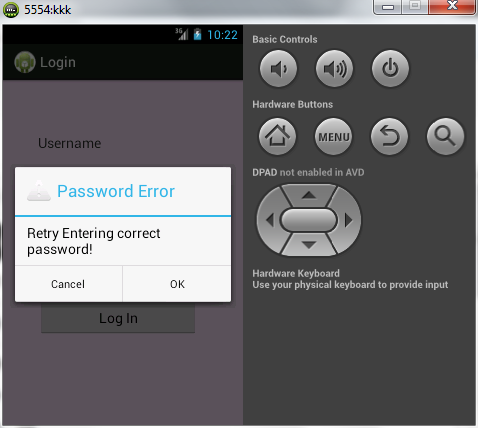 5554:kkk
3G
10:22
Login
Username
Password Error
Retry Entering correct
password!
Cancel
OK
Log In
Basic Controls
Hardware Buttons
MENU
DPAD not enabled in AVD
Hardware Keyboard
Use your physical keyboard to provide input